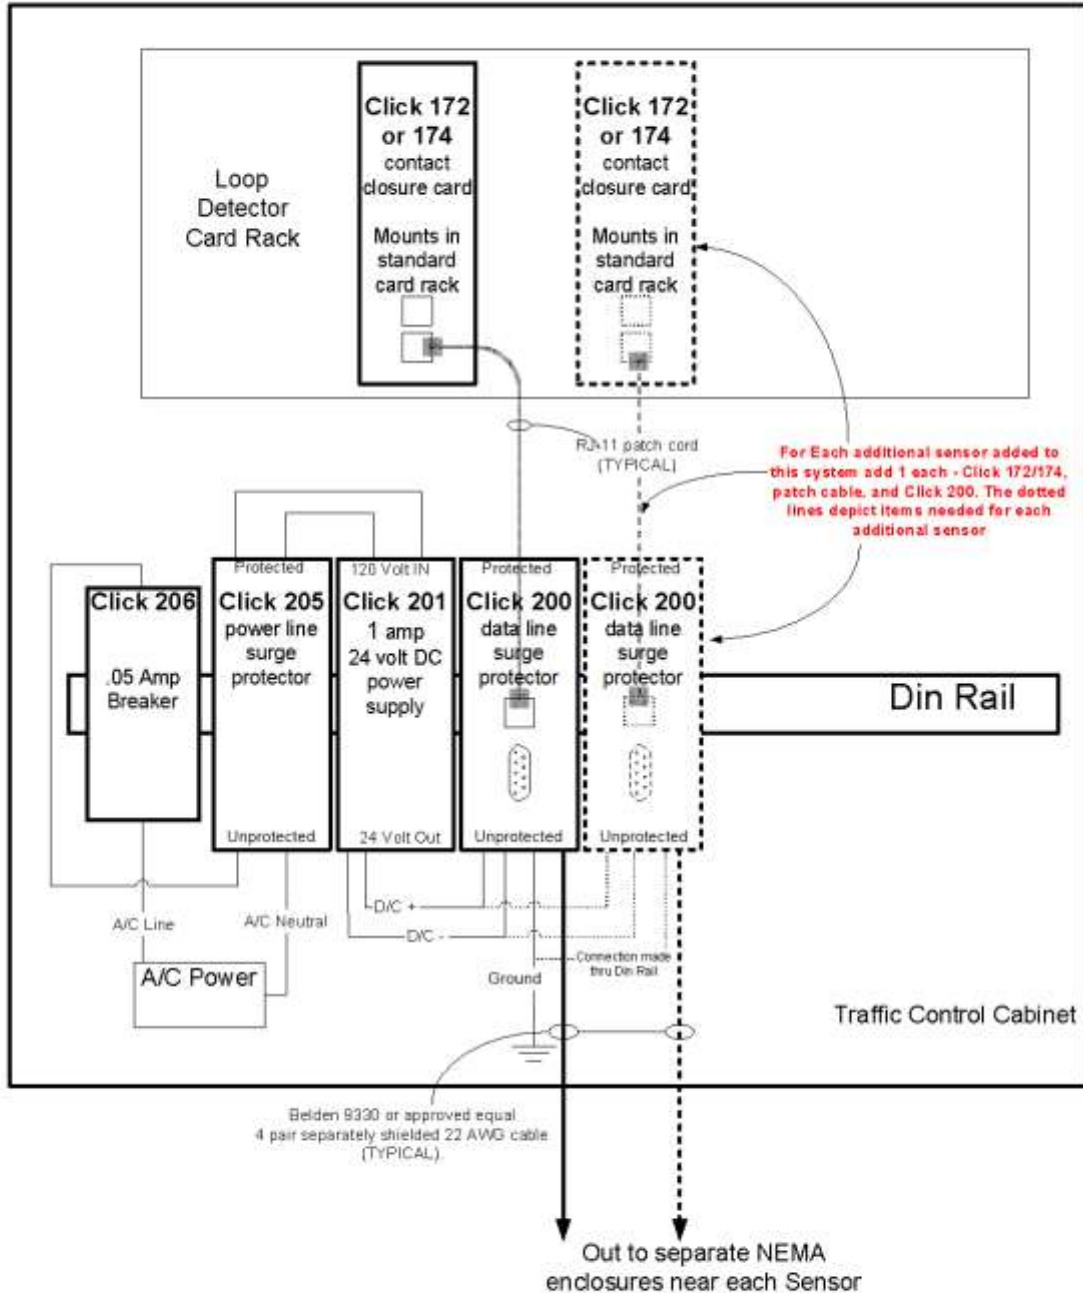 Loop
Detector
Card Rack
Click 172
or 174
contact
closure card
Mounts in
standard
card rack
Click 172
or 174
contact
closure card
Mounts in
standard
card rack
RJ-11 patch cord
(TYPICAL)
For Each additional sensor added to
this system add 1 each - Click 172/174,
patch cable, and Click 200. The dotted
lines depict items needed for each
additional sensor
Click 206
.05 Amp
Breaker
Protected
Click 205
power line
surge
protector
Unprotected
120 Volt IN
Click 201
1 amp
24 volt DC
power
supply
24 Volt Out
Protected
Click 200
data line
surge
protector
Unprotected
Protected
Click 200
data line
surge
protector
Unprotected
Din Rail
A/C Line
A/C Neutral
A/C Power
D/C +
D/C -
Ground
Connection made
thru Din Rail
Traffic Control Cabinet
Belden 9330 or approved equal
4 pair separately shielded 22 AWG cable
(TYPICAL).
Out to separate NEMA
enclosures near each Sensor